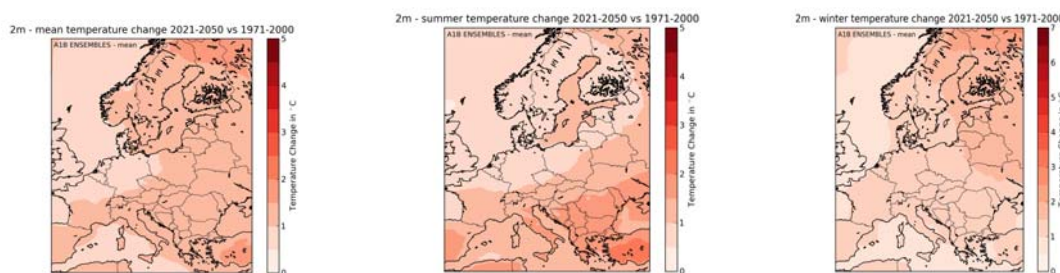 2m - mean temperature change 2021-2050 vs 1971-2000
A1B ENSEMBLES - mean
5
4
3
2
1
0
Temperature Change in °C
2m - summer temperature change 2021-2050 vs 1971-2000
A1B ENSEMBLES - mean
5
4
3
2
1
0
Temperature Change in °C
2m - winter temperature change 2021-2050 vs 1971-2000
A1B ENSEMBLES - mean
7
6
5
4
3
2
1
0